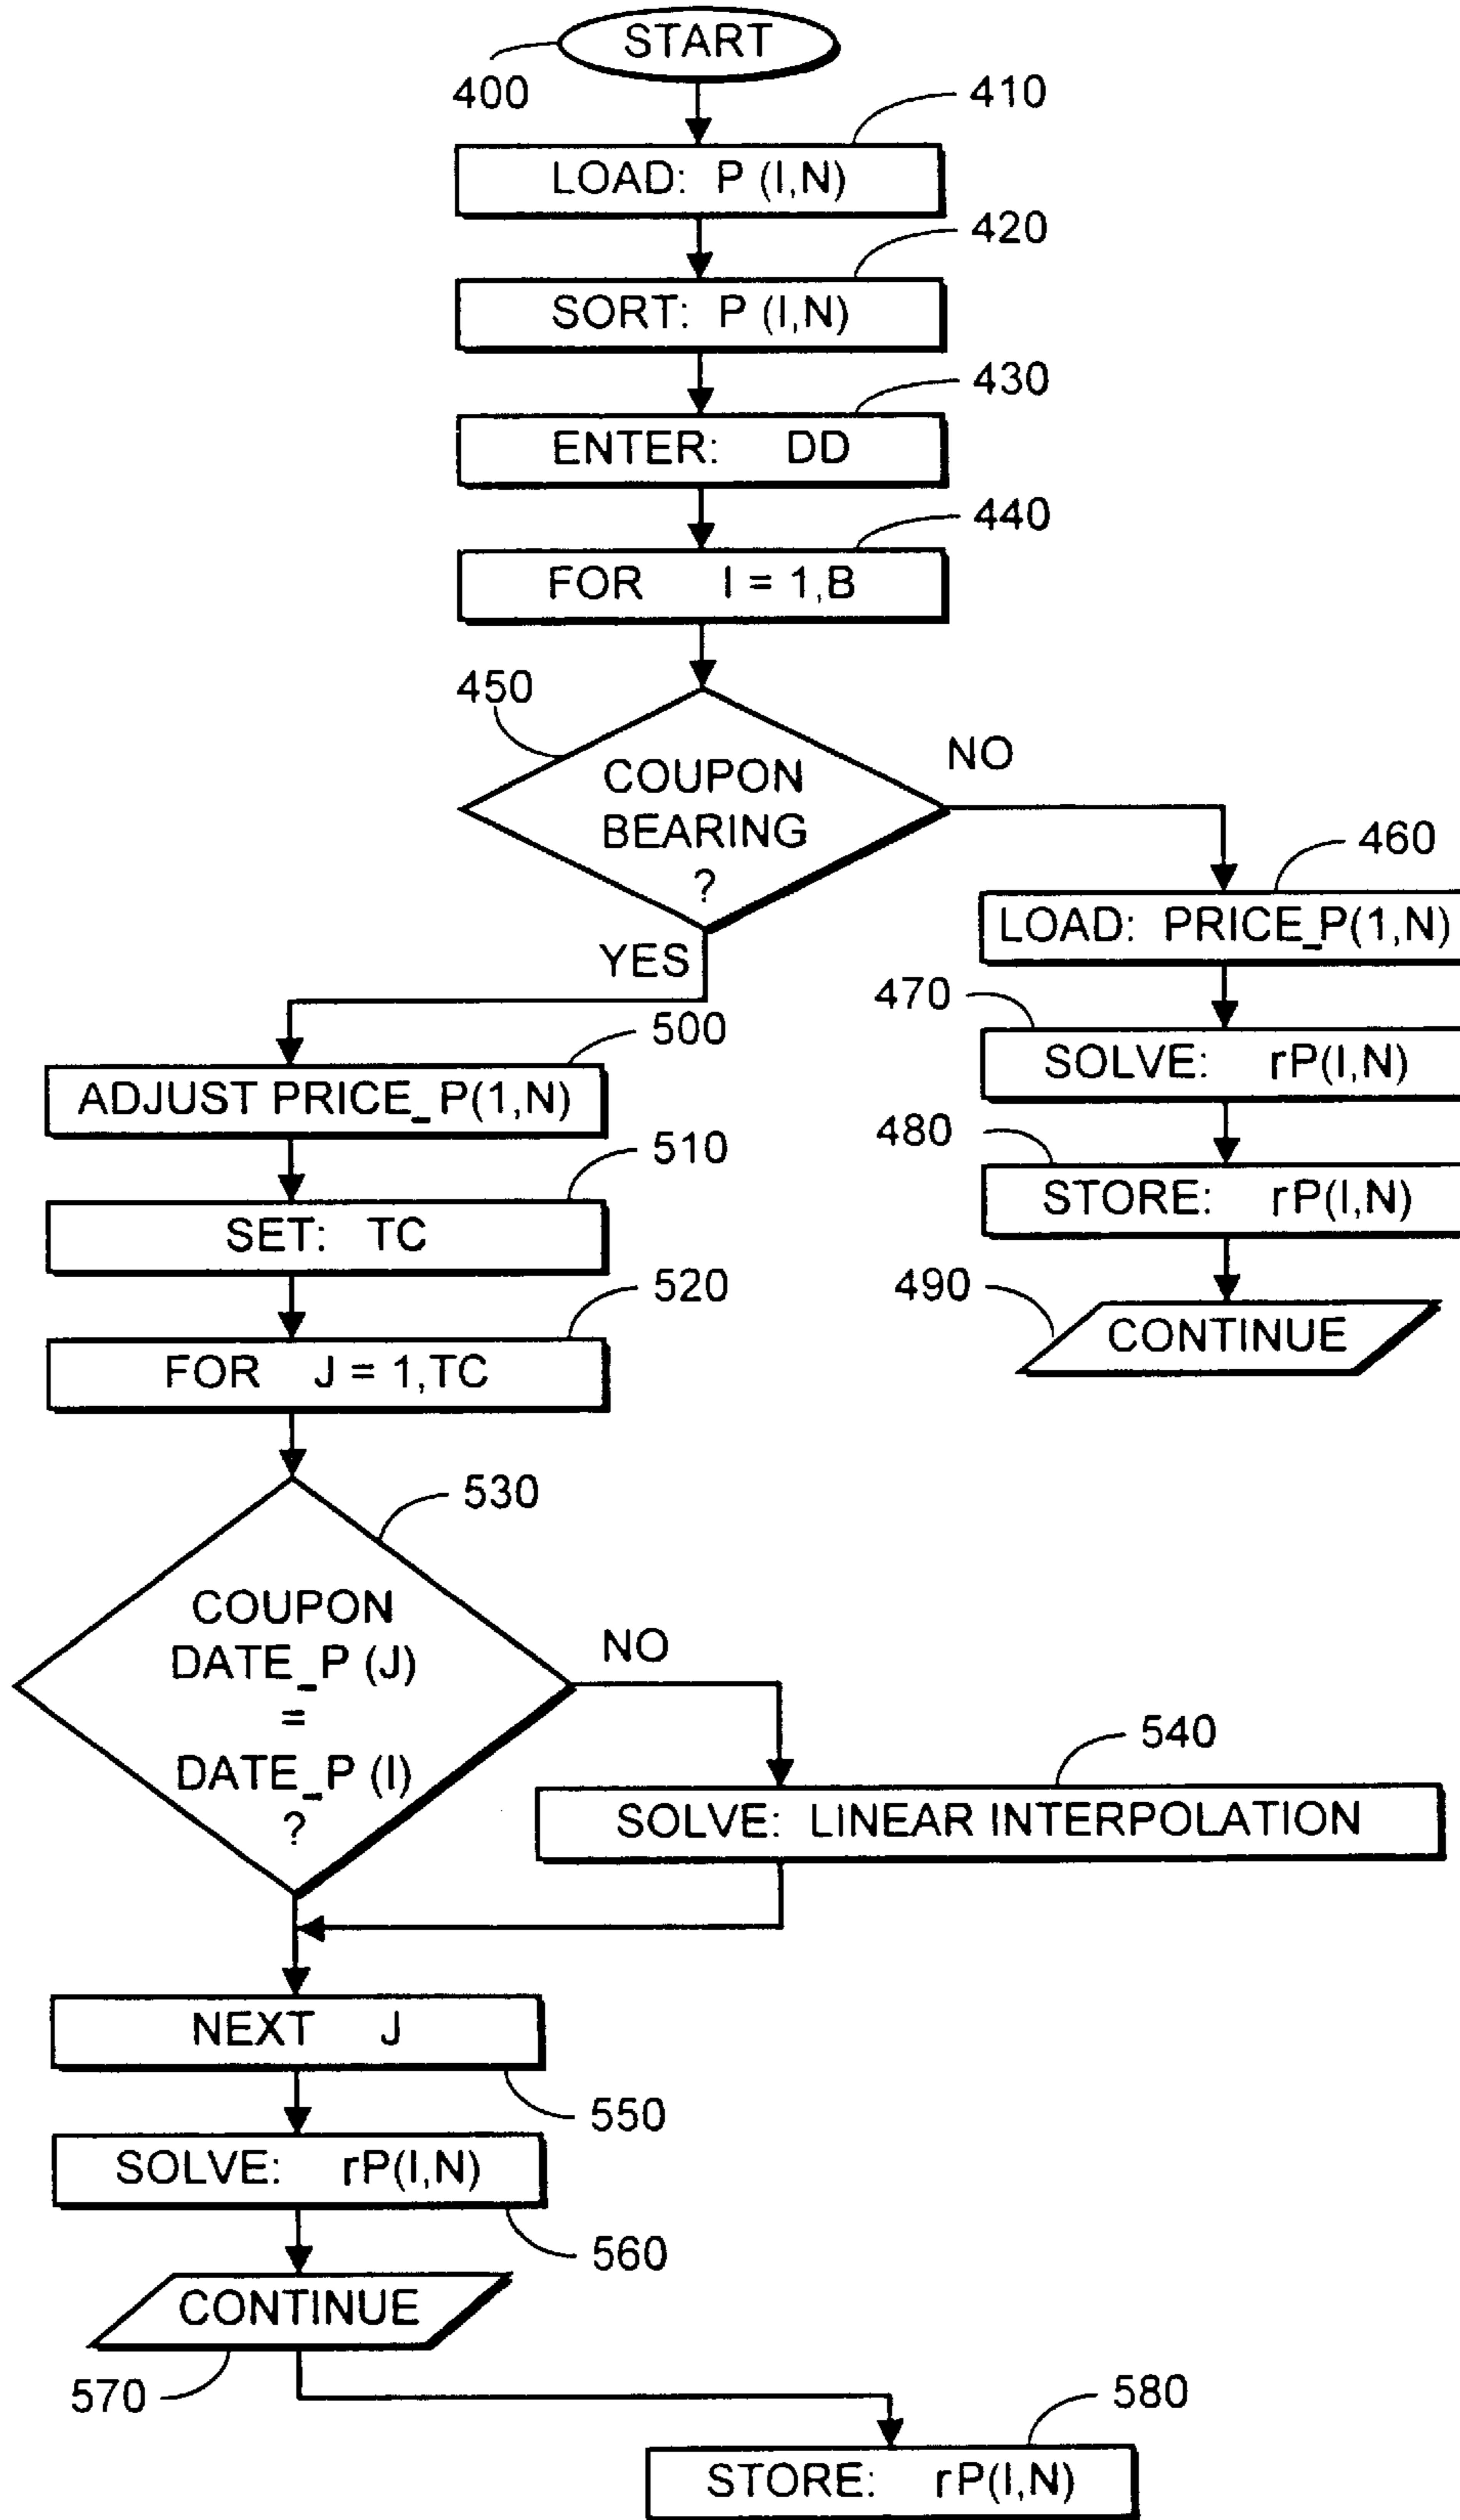 START
400
410
LOAD: P (I,N)
420
SORT: P (I,N)
430
ENTER: DD
440
FOR I = 1,B
450
COUPON
BEARING
?
NO
YES
460
LOAD: PRICE_P(1,N)
470
SOLVE: rP(I,N)
480
STORE: rP(I,N)
490
CONTINUE
500
ADJUST PRICE_P(1,N)
510
SET: TC
520
FOR J = 1,TC
530
COUPON
DATE_P (J)
=
DATE_P (I)
?
NO
540
SOLVE: LINEAR INTERPOLATION
NEXT J
550
SOLVE: rP(I,N)
560
CONTINUE
570
580
STORE: rP(I,N)